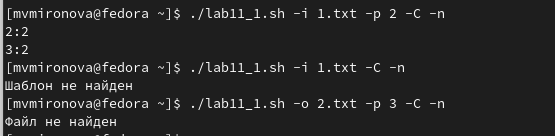 [mvmironova@fedora ~]$ ./lab11_1.sh -i 1.txt -p 2 -C -n
2:2
3:2
[mvmironova@fedora ~]$ ./lab11_1.sh -i 1.txt -C -n
Шаблон не найден
[mvmironova@fedora ~]$ ./lab11_1.sh -o 2.txt -p 3 -C -n
Файл не найден